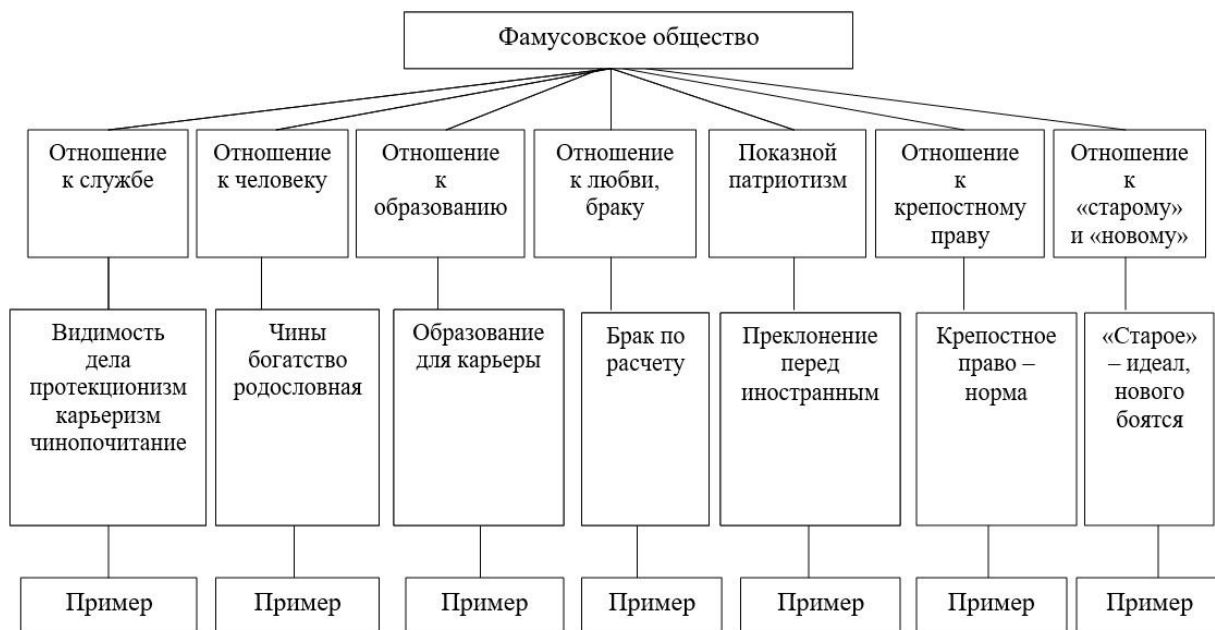 Фамусовское общество
Отношение
к службе
Отношение
к человеку
Отношение
к
образованию
Отношение
к любви,
браку
Показной
патриотизм
Отношение
к
крепостному
праву
Отношение
к
«старому»
и «новому»
Видимость
дела
протекционизм
карьеризм
чинопочитание
Чины
богатство
родословная
Образование
для карьеры
Брак по
расчету
Преклонение
перед
иностранным
Крепостное
право –
норма
«Старое»
– идеал,
нового
боятся
Пример
Пример
Пример
Пример
Пример
Пример
Пример